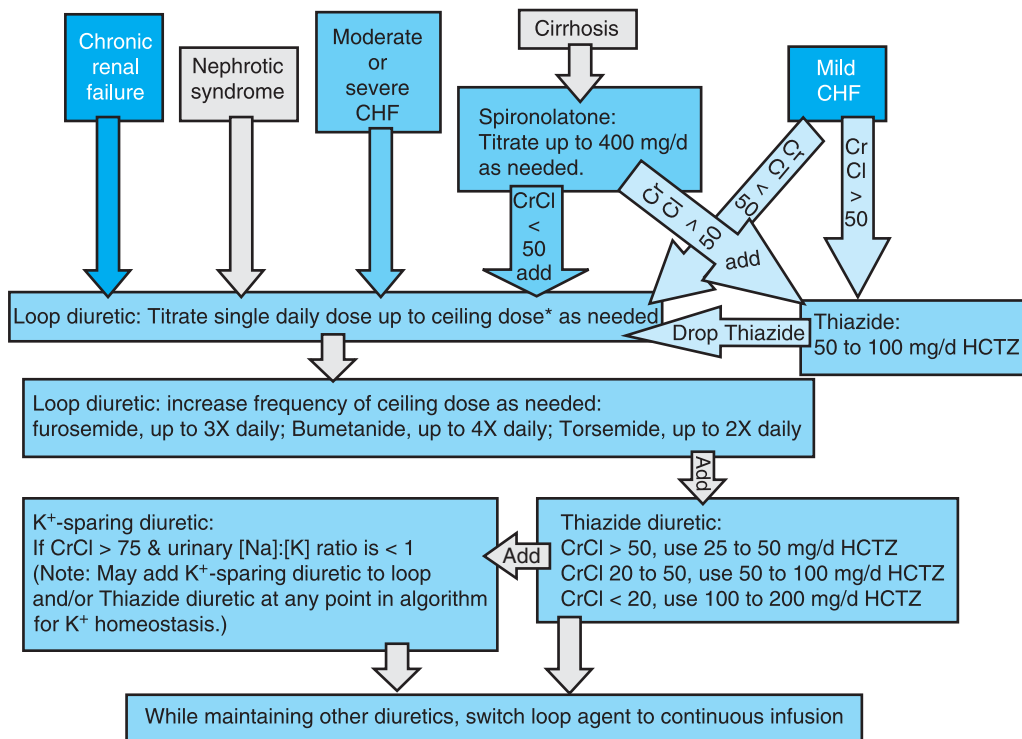 Chronic
renal
failure
Nephrotic
syndrome
Moderate
or
severe
CHF
Cirrhosis
Mild
CHF
Spironolatone:
Titrate up to 400 mg/d
as needed.
CrCl
<
50
add
Cr
Cl
>
50
add
Cr
Cl
<
50
Cr
Cl
>
50
Loop diuretic: Titrate single daily dose up to ceiling dose* as needed
Drop Thiazide
Thiazide:
50 to 100 mg/d HCTZ
Loop diuretic: increase frequency of ceiling dose as needed:
furosemide, up to 3X daily; Bumetanide, up to 4X daily; Torsemide, up to 2X daily
Add
K⁺-sparing diuretic:
If CrCl > 75 & urinary [Na]:[K] ratio is < 1
(Note: May add K⁺-sparing diuretic to loop
and/or Thiazide diuretic at any point in algorithm
for K⁺ homeostasis.)
Add
Thiazide diuretic:
CrCl > 50, use 25 to 50 mg/d HCTZ
CrCl 20 to 50, use 50 to 100 mg/d HCTZ
CrCl < 20, use 100 to 200 mg/d HCTZ
While maintaining other diuretics, switch loop agent to continuous infusion